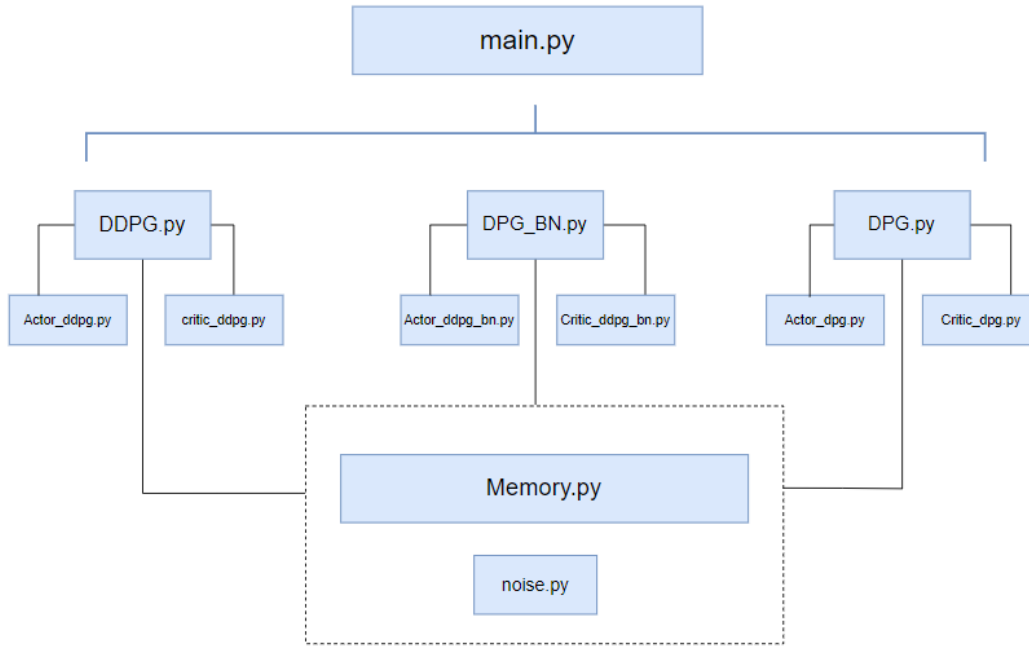 main.py
DDPG.py
DPG_BN.py
DPG.py
Actor_ddpg.py
critic_ddpg.py
Actor_ddpg_bn.py
Critic_ddpg_bn.py
Actor_dpg.py
Critic_dpg.py
Memory.py
noise.py